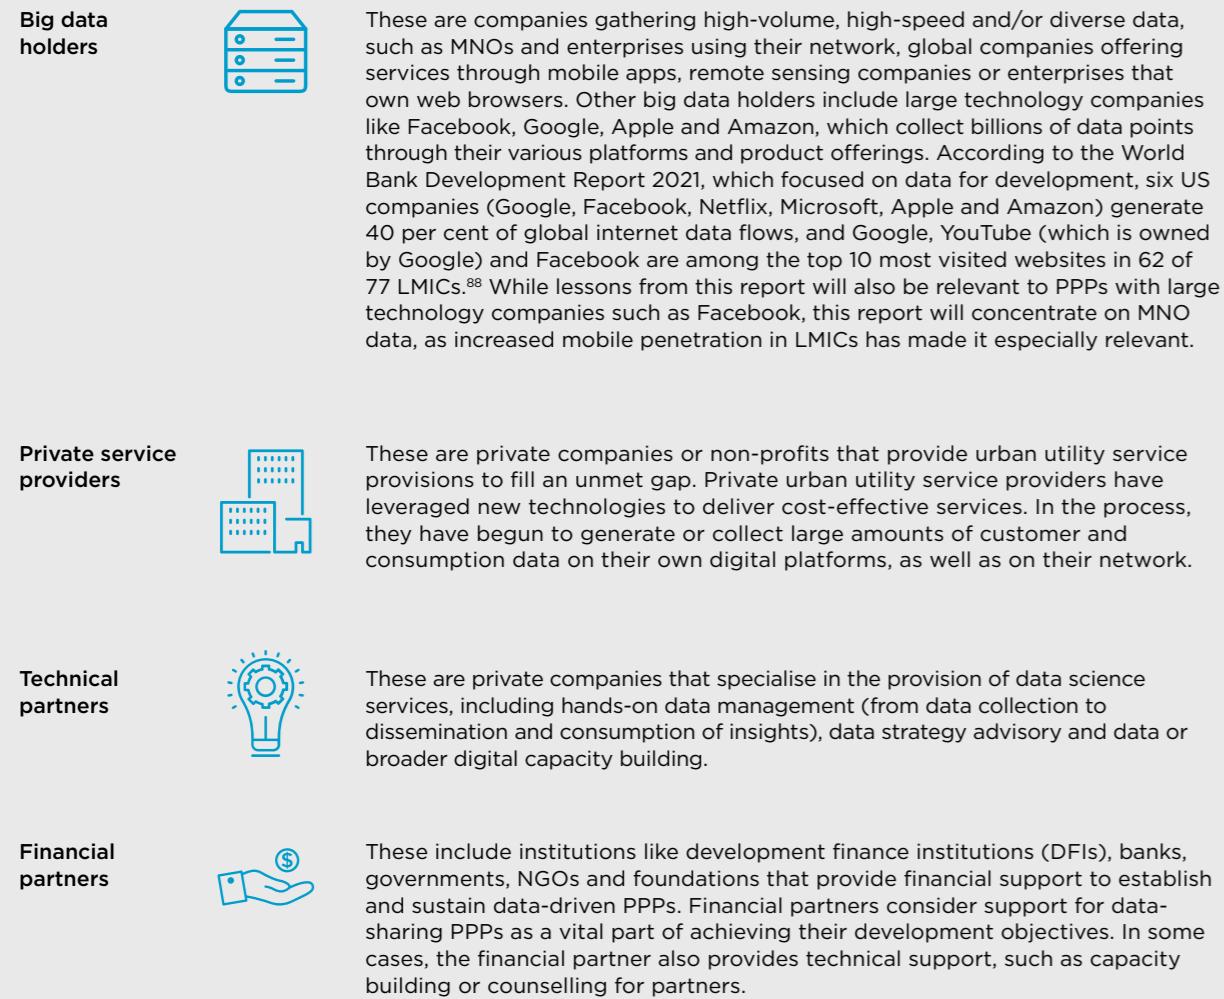 Big data
holders
These are companies gathering high-volume, high-speed and/or diverse data,
such as MNOs and enterprises using their network, global companies offering
services through mobile apps, remote sensing companies or enterprises that
own web browsers. Other big data holders include large technology companies
like Facebook, Google, Apple and Amazon, which collect billions of data points
through their various platforms and product offerings. According to the World
Bank Development Report 2021, which focused on data for development, six US
companies (Google, Facebook, Netflix, Microsoft, Apple and Amazon) generate
40 per cent of global internet data flows, and Google, YouTube (which is owned
by Google) and Facebook are among the top 10 most visited websites in 62 of
77 LMICs.⁸⁸ While lessons from this report will also be relevant to PPPs with large
technology companies such as Facebook, this report will concentrate on MNO
data, as increased mobile penetration in LMICs has made it especially relevant.
Private service
providers
These are private companies or non-profits that provide urban utility service
provisions to fill an unmet gap. Private urban utility service providers have
leveraged new technologies to deliver cost-effective services. In the process,
they have begun to generate or collect large amounts of customer and
consumption data on their own digital platforms, as well as on their network.
Technical
partners
These are private companies that specialise in the provision of data science
services, including hands-on data management (from data collection to
dissemination and consumption of insights), data strategy advisory and data or
broader digital capacity building.
Financial
partners
$
These include institutions like development finance institutions (DFIs), banks,
governments, NGOs and foundations that provide financial support to establish
and sustain data-driven PPPs. Financial partners consider support for data-
sharing PPPs as a vital part of achieving their development objectives. In some
cases, the financial partner also provides technical support, such as capacity
building or counselling for partners.